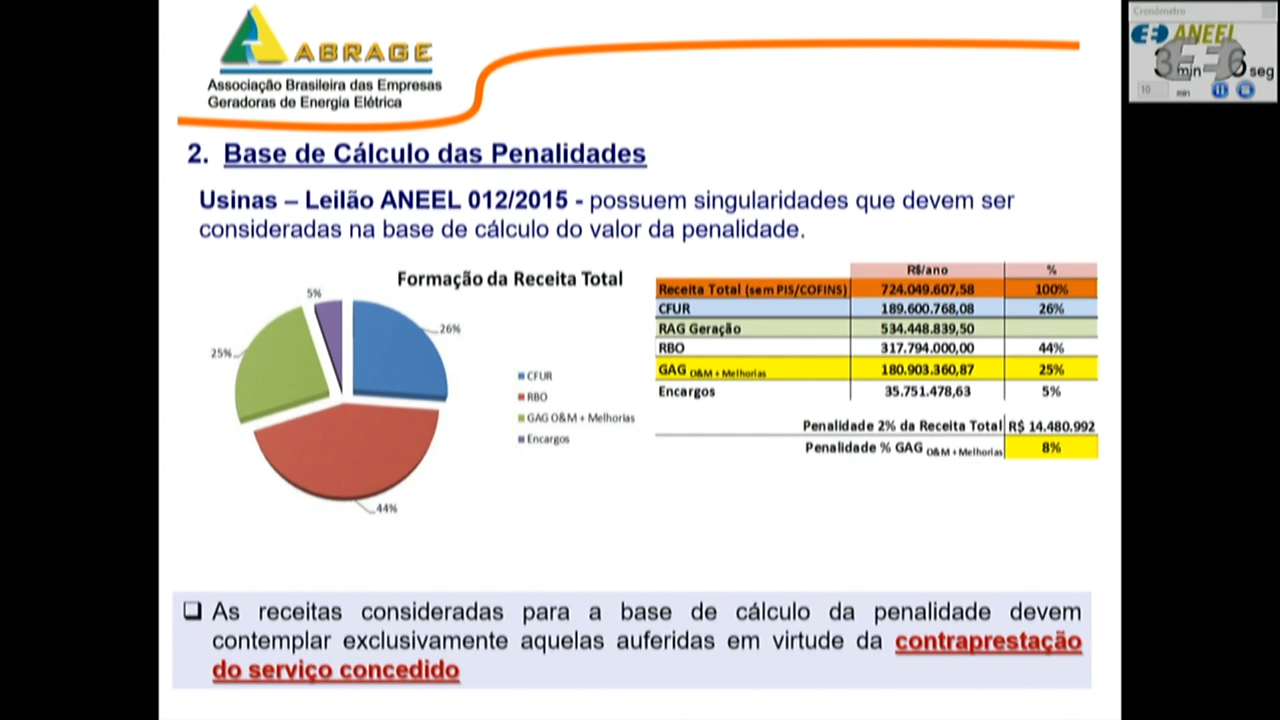 ABRAGE
Associação Brasileira das Empresas
Geradoras de Energia Elétrica
Cronômetro
ANEEL
min
seg
10
min
2. Base de Cálculo das Penalidades
Usinas – Leilão ANEEL 012/2015 - possuem singularidades que devem ser
consideradas na base de cálculo do valor da penalidade.
Formação da Receita Total
5%
26%
25%
44%
CFUR
RBO
GAG O&M + Melhorias
Encargos
R$/ano %
Receita Total (sem PIS/COFINS) 724.049.607,58 100%
CFUR 189.600.768,08 26%
RAG Geração 534.448.839,50
RBO 317.794.000,00 44%
GAG O&M + Melhorias 180.903.360,87 25%
Encargos 35.751.478,63 5%
Penalidade 2% da Receita Total R$ 14.480.992
Penalidade % GAG O&M + Melhorias 8%
❑ As receitas consideradas para a base de cálculo da penalidade devem
contemplar exclusivamente aquelas auferidas em virtude da contraprestação
do serviço concedido